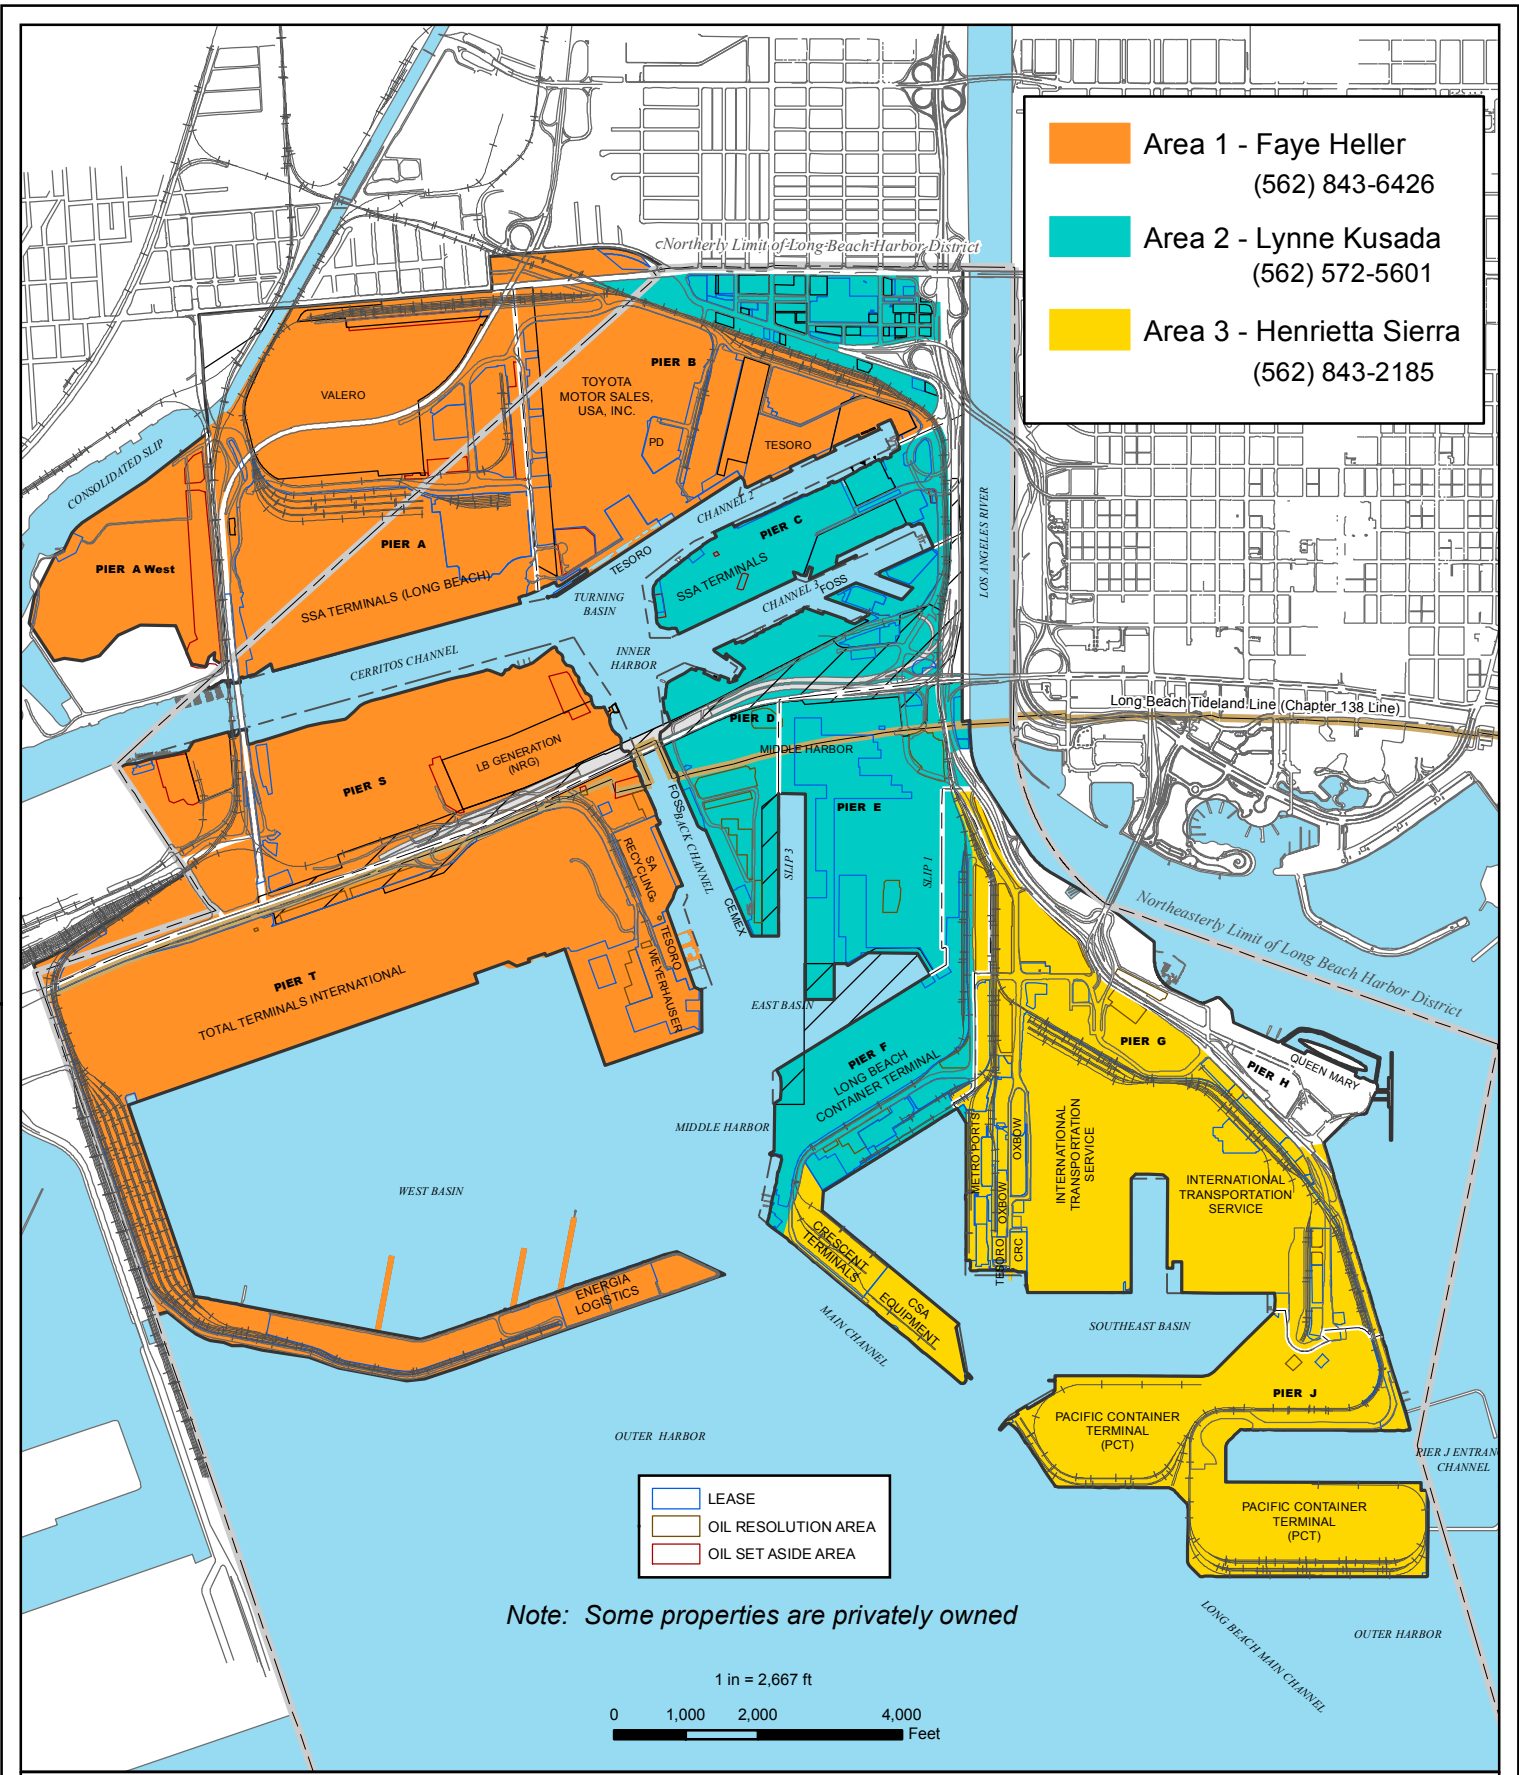 Area 1 - Faye Heller
(562) 843-6426
Area 2 - Lynne Kusada
(562) 572-5601
Area 3 - Henrietta Sierra
(562) 843-2185
Northerly Limit of Long Beach Harbor District
CONSOLIDATED SLIP
VALERO
PIER B
TOYOTA
MOTOR SALES,
USA, INC.
PD
TESORO
CHANNEL 2
PIER C
SSA TERMINALS
LOS ANGELES RIVER
PIER A
PIER A West
SSA TERMINALS (LONG BEACH)
TESORO
TURNING
BASIN
CHANNEL 3
FOSS
INNER
HARBOR
CERRITOS CHANNEL
Long Beach Tideland Line (Chapter 138 Line)
PIER D
MIDDLE HARBOR
LB GENERATION
(NRG)
PIER S
FOSS
BACK CHANNEL
PIER E
SLIP 3
SLIP 1
SA
RECYCLING
CEMEX
TESORO
WEYERHAUSER
Northeasterly Limit of Long Beach Harbor District
PIER T
TOTAL TERMINALS INTERNATIONAL
EAST BASIN
PIER F
LONG BEACH
CONTAINER TERMINAL
PIER G
PIER H
QUEEN MARY
MIDDLE HARBOR
METRO PORTS
OXBOW
OXBOW
TESORO
CRC
INTERNATIONAL
TRANSPORTATION
SERVICE
INTERNATIONAL
TRANSPORTATION
SERVICE
WEST BASIN
CRESCENT
TERMINALS
CSA
EQUIPMENT
ENERGIA
LOGISTICS
MAIN CHANNEL
SOUTHEAST BASIN
PIER J
PACIFIC CONTAINER
TERMINAL
(PCT)
OUTER HARBOR
PIER J ENTRAN
CHANNEL
PACIFIC CONTAINER
TERMINAL
(PCT)
LEASE
OIL RESOLUTION AREA
OIL SET ASIDE AREA
Note: Some properties are privately owned
LONG BEACH MAIN CHANNEL
OUTER HARBOR
1 in = 2,667 ft
0 1,000 2,000 4,000
Feet